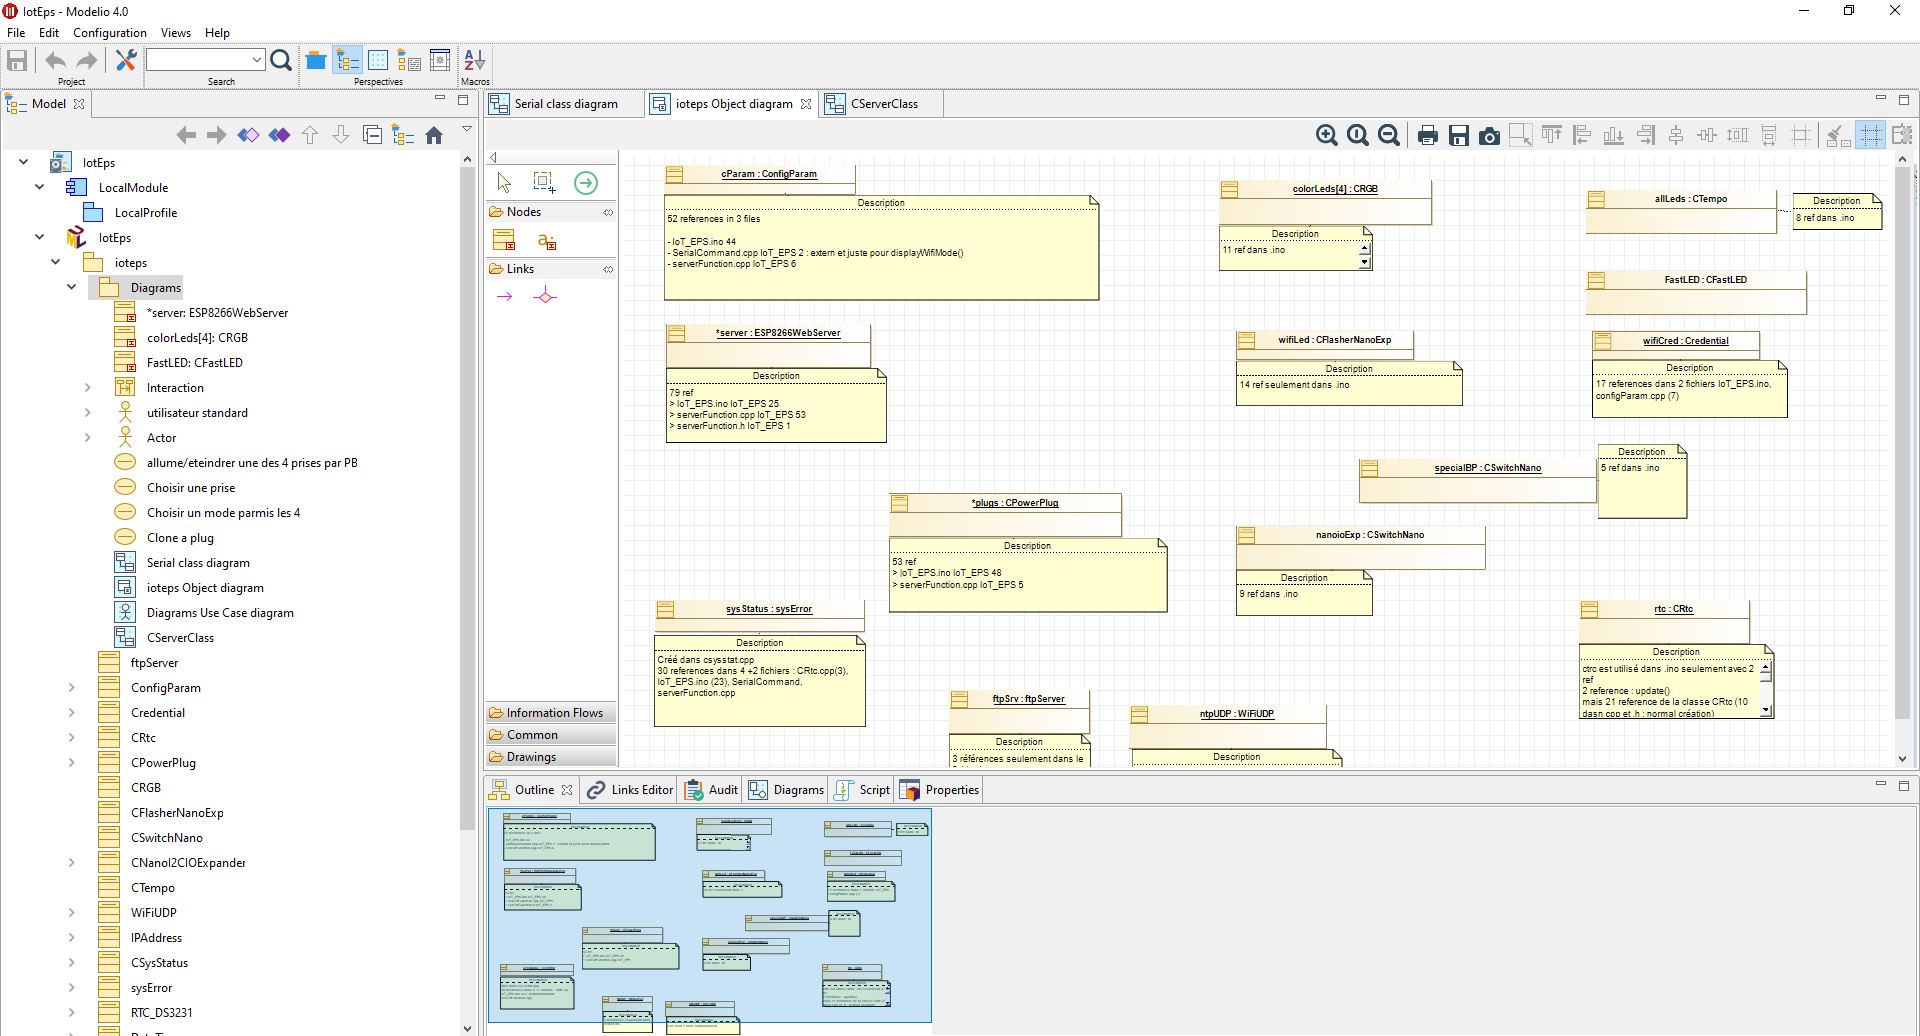 IotEps - Modelio 4.0
File Edit Configuration Views Help
Project
Search
Perspectives
Macros
Model
IotEps
LocalModule
LocalProfile
IotEps
ioteps
Diagrams
*server: ESP8266WebServer
colorLeds[4]: CRGB
FastLED: CFastLED
Interaction
utilisateur standard
Actor
allume/eteindrer une des 4 prises par PB
Choisir une prise
Choisir un mode parmis les 4
Clone a plug
Serial class diagram
ioteps Object diagram
Diagrams Use Case diagram
CServerClass
ftpServer
ConfigParam
Credential
CRtc
CPowerPlug
CRGB
CFlasherNanoExp
CSwitchNano
CNanoI2CIOExpander
CTempo
WiFiUDP
IPAddress
CSysStatus
sysError
RTC_DS3231
Serial class diagram
ioteps Object diagram
CServerClass
Nodes
Links
Information Flows
Common
Drawings
cParam : ConfigParam
Description
52 references in 3 files
- IoT_EPS.ino 44
- SerialCommand.cpp IoT_EPS 2 : extern et juste pour displayWifiMode()
- serverFunction.cpp IoT_EPS 6
colorLeds[4] : CRGB
Description
11 ref dans .ino
allLeds : CTempo
Description
8 ref dans .ino
FastLED : CFastLED
*server : ESP8266WebServer
Description
79 ref
> IoT_EPS.ino IoT_EPS 25
> serverFunction.cpp IoT_EPS 53
> serverFunction.h IoT_EPS 1
wifiLed : CFlasherNanoExp
Description
14 ref seulement dans .ino
wifiCred : Credential
Description
17 references dans 2 fichiers IoT_EPS.ino,
configParam.cpp (7)
specialBP : CSwitchNano
Description
5 ref dans .ino
*plugs : CPowerPlug
Description
53 ref
> IoT_EPS.ino IoT_EPS 48
> serverFunction.cpp IoT_EPS 5
nanoioExp : CSwitchNano
Description
9 ref dans .ino
sysStatus : sysError
Description
Créé dans csysstat.cpp
30 references dans 4 +2 fichiers : CRtc.cpp(3),
IoT_EPS.ino (23), SerialCommand,
serverFunction.cpp
rtc : CRtc
Description
ctrc est utilisé dans .ino seulement avec 2
ref
2 reference : update()
mais 21 reference de la classe CRtc (10
dasn cpp et .h : normal création)
ftpSrv : ftpServer
Description
3 références seulement dans le
ntpUDP : WiFiUDP
Description
Outline
Links Editor
Audit
Diagrams
Script
Properties